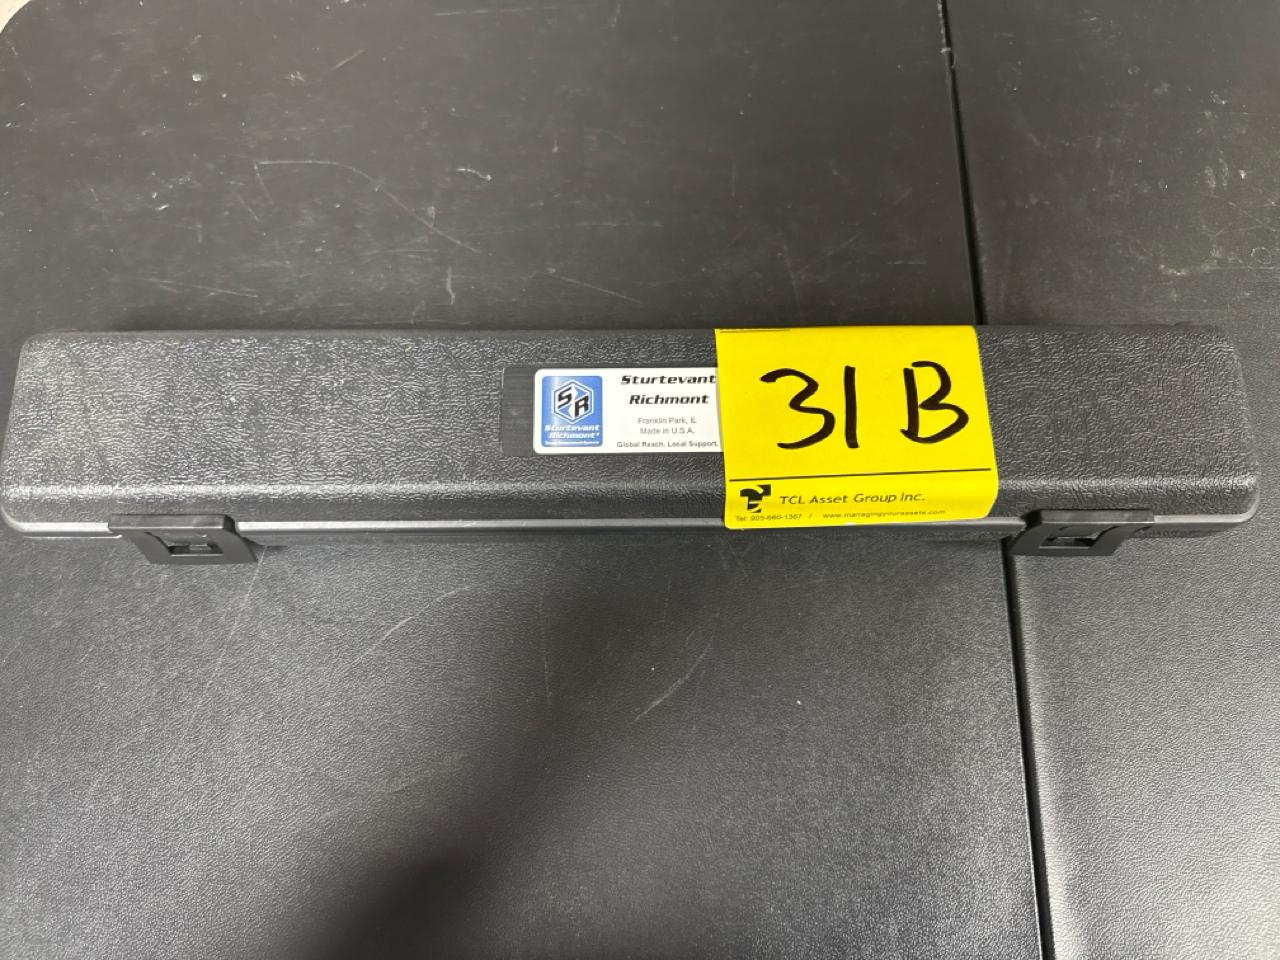 SR
Sturtevant
Richmont
Sturtevant
Richmont
Franklin Park, IL
Made in U.S.A.
Global Reach. Local Support.
31 B
TCL Asset Group Inc.
Tel: 905-660-1367 / www.managingyourassets.com